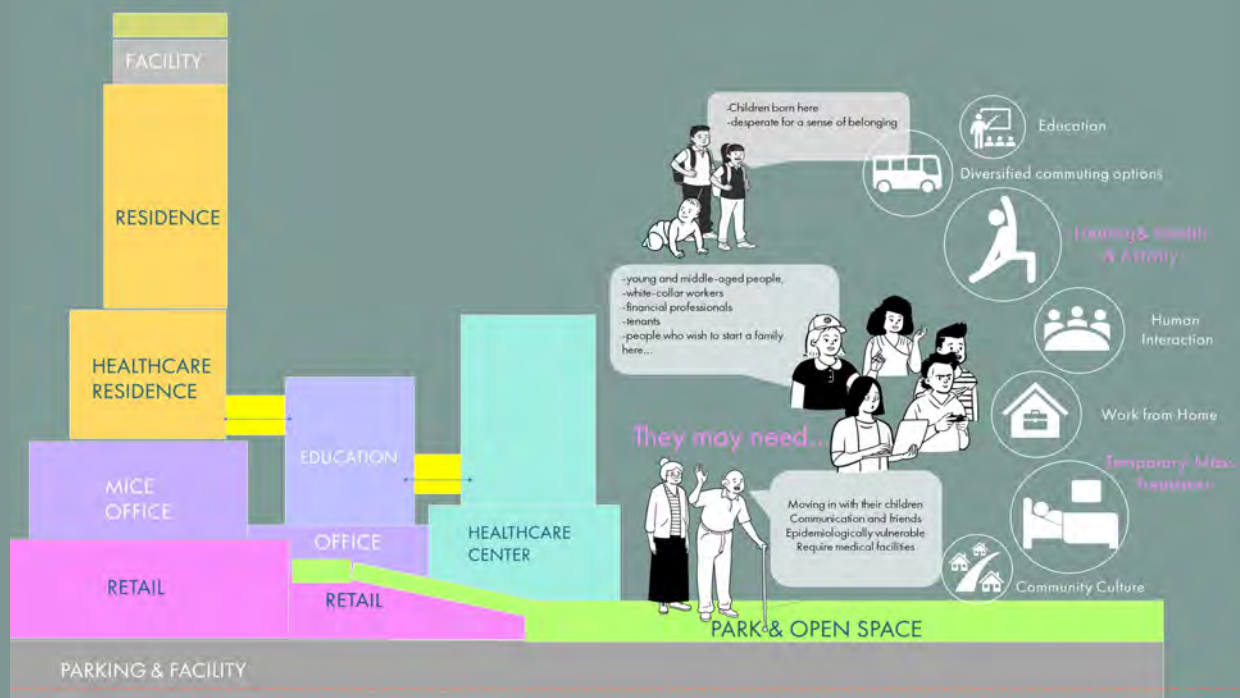 FACILITY
RESIDENCE
HEALTHCARE
RESIDENCE
MICE
OFFICE
RETAIL
EDUCATION
OFFICE
RETAIL
HEALTHCARE
CENTER
PARK & OPEN SPACE
PARKING & FACILITY
-Children born here
-desperate for a sense of belonging
-young and middle-aged people,
-white-collar workers
-financial professionals
-tenants
-people who wish to start a family
here...
They may need...
Moving in with their children
Communication and friends
Epidemiologically vulnerable
Require medical facilities
Education
Diversified commuting options
& Activity
Human
Interaction
Work from Home
Temporary
Treatment
Community Culture